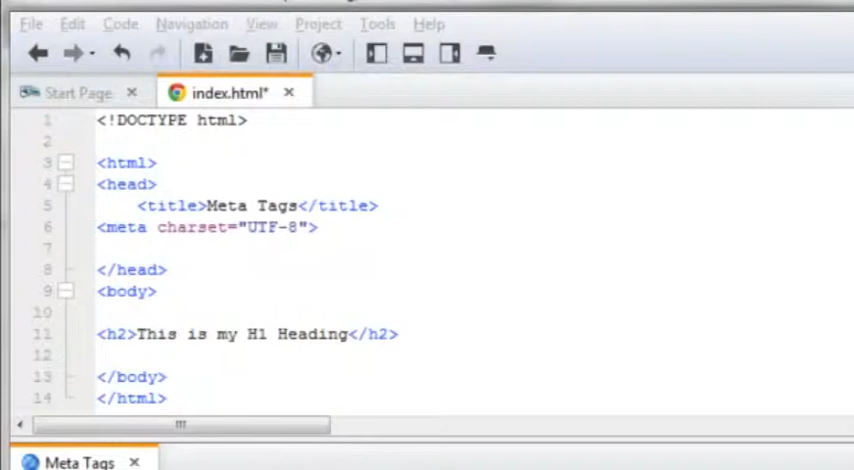 File Edit Code Navigation View Project Tools Help
Start Page index.html*
1 <!DOCTYPE html>
2
3 <html>
4 <head>
5 <title>Meta Tags</title>
6 <meta charset="UTF-8">
7
8 </head>
9 <body>
10
11 <h2>This is my H1 Heading</h2>
12
13 </body>
14 </html>
Meta Tags